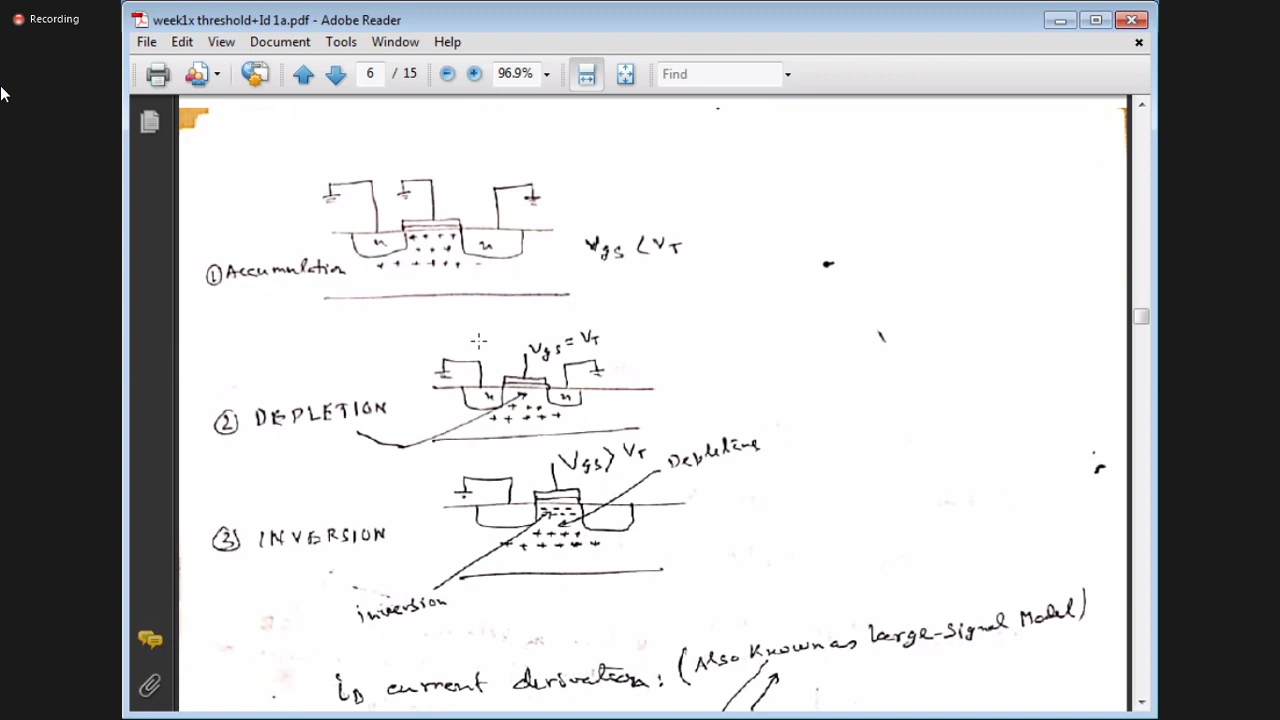 Recording
week1x threshold+Id 1a.pdf - Adobe Reader
File Edit View Document Tools Window Help
6 / 15 96.9% Find
n n
Vgs < VT
① Accumulation
Vgs = VT
n n
② DEPLETION
Vgs > VT
③ INVERSION
inversion
iD current derivation: (Also Known as large-signal Model)